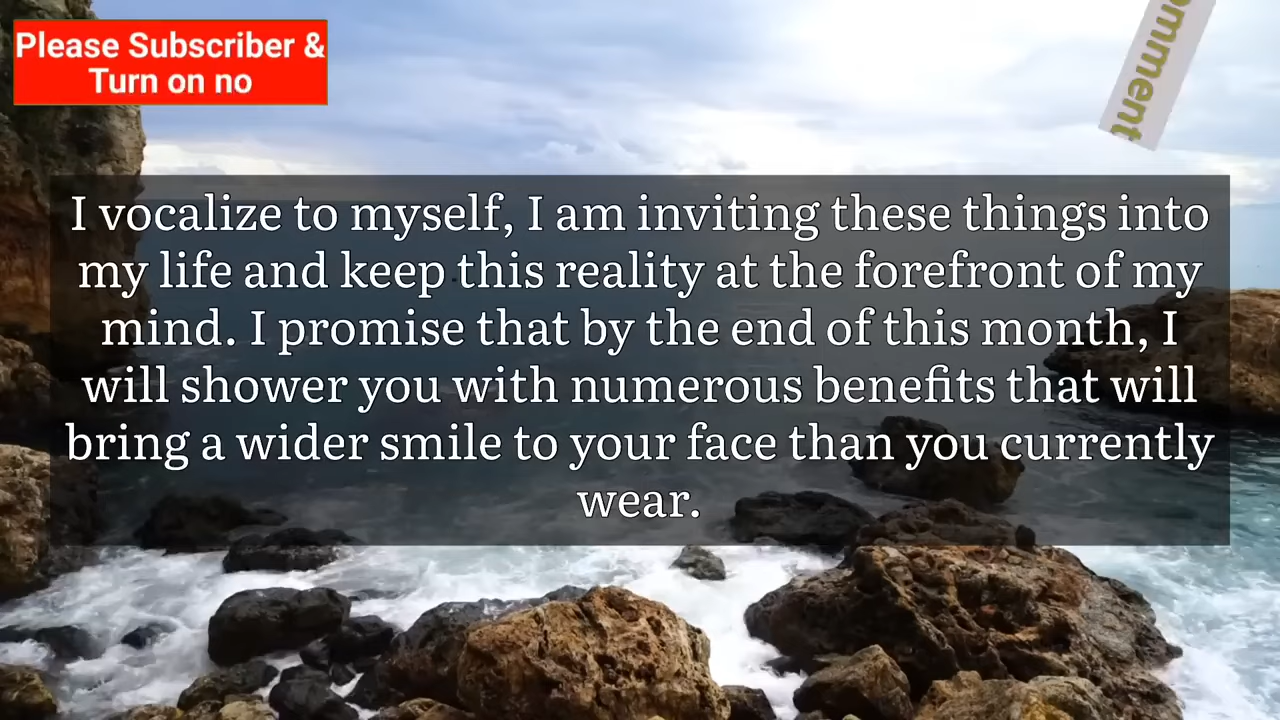 Please Subscriber &
Turn on no
omment
I vocalize to myself, I am inviting these things into
my life and keep this reality at the forefront of my
mind. I promise that by the end of this month, I
will shower you with numerous benefits that will
bring a wider smile to your face than you currently
wear.